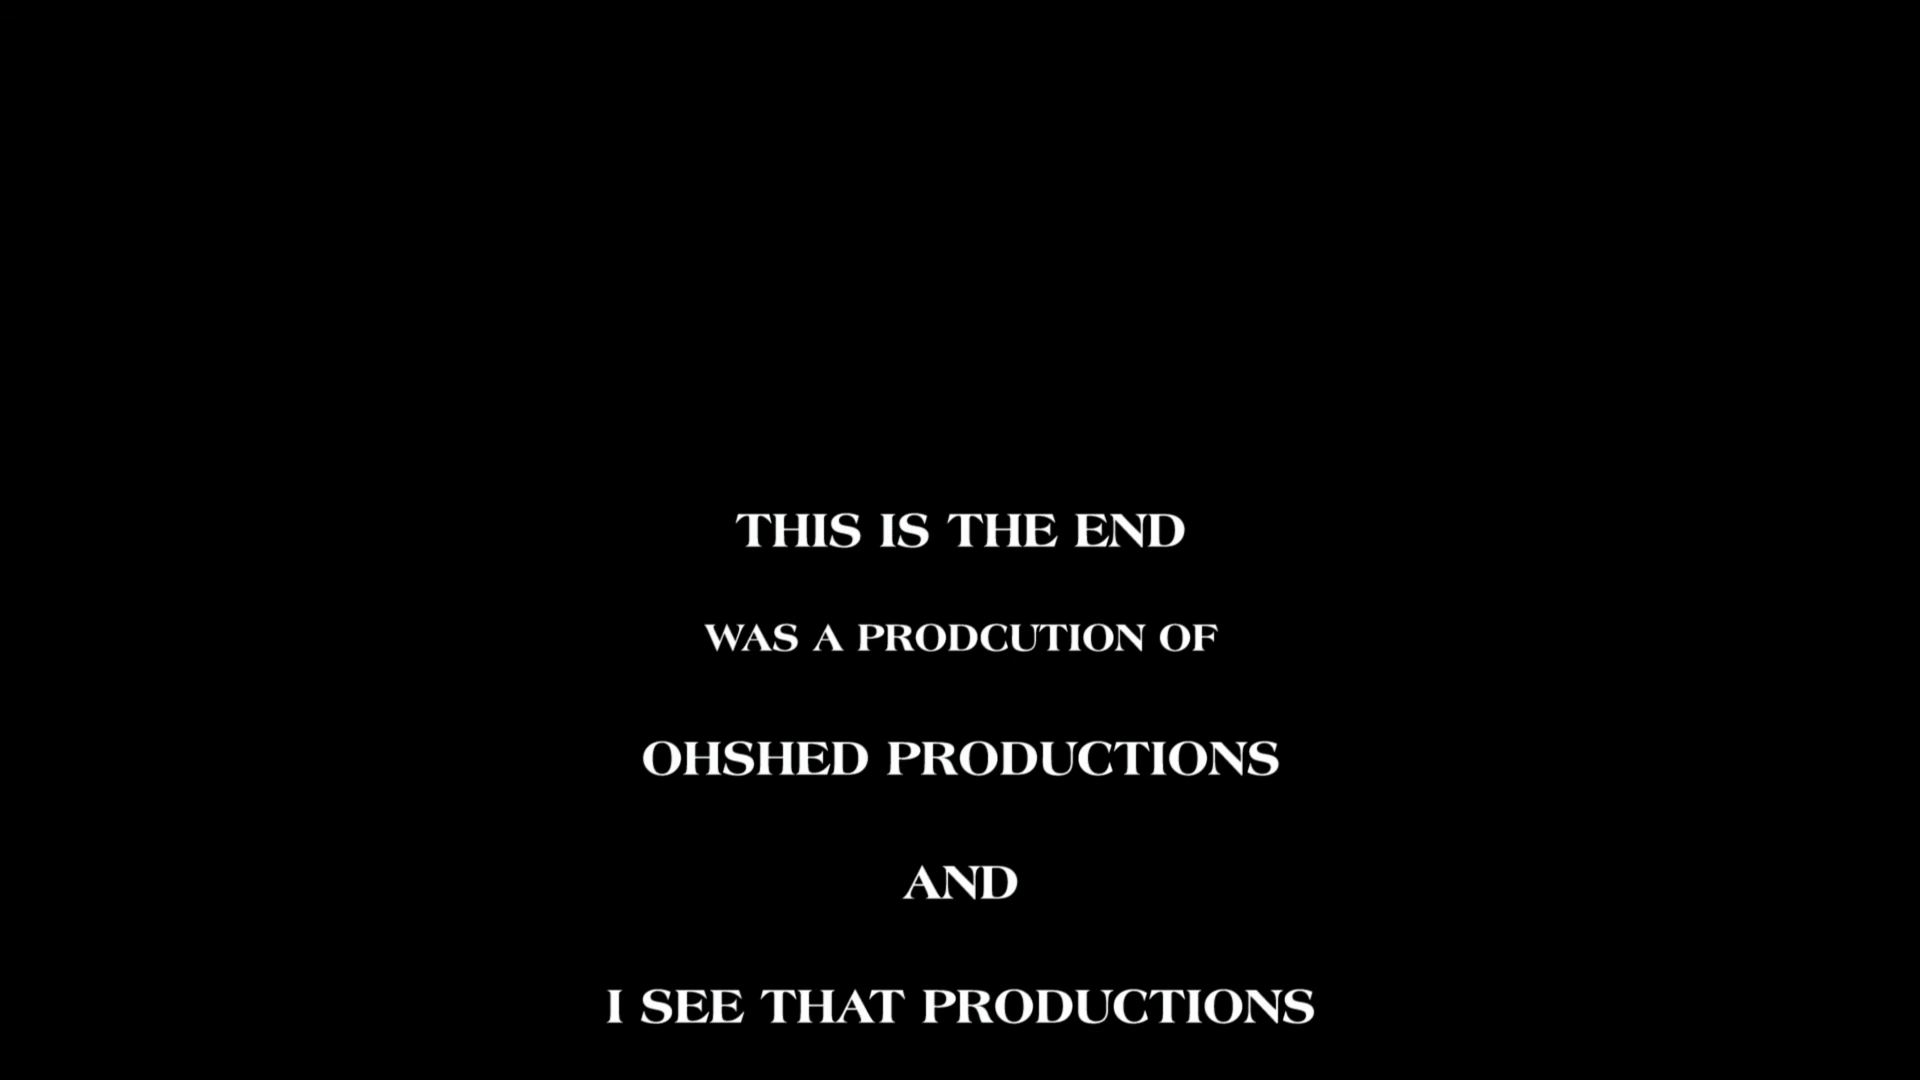 THIS IS THE END
WAS A PRODCUTION OF
OHSHED PRODUCTIONS
AND
I SEE THAT PRODUCTIONS